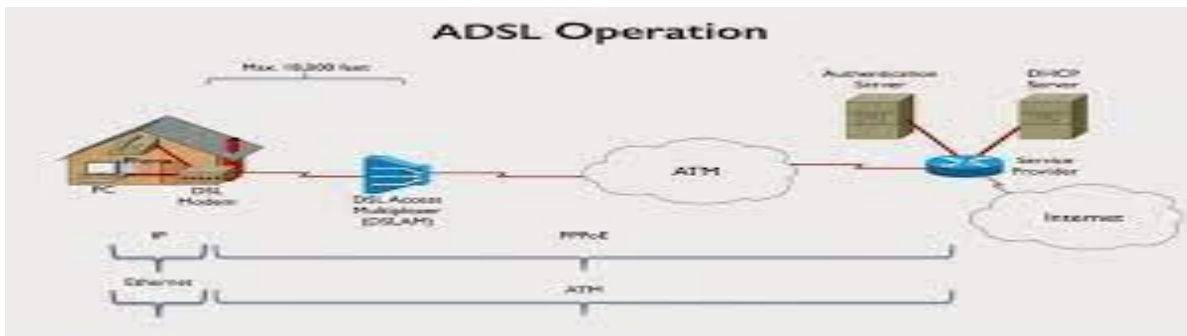 ADSL Operation
Max. 18,000 feet
Authentication
Server
DHCP
Server
Phone
PC
DSL
Modem
DSL Access
Multiplexer
(DSLAM)
ATM
Service
Provider
Internet
IP
PPPoE
Ethernet
ATM